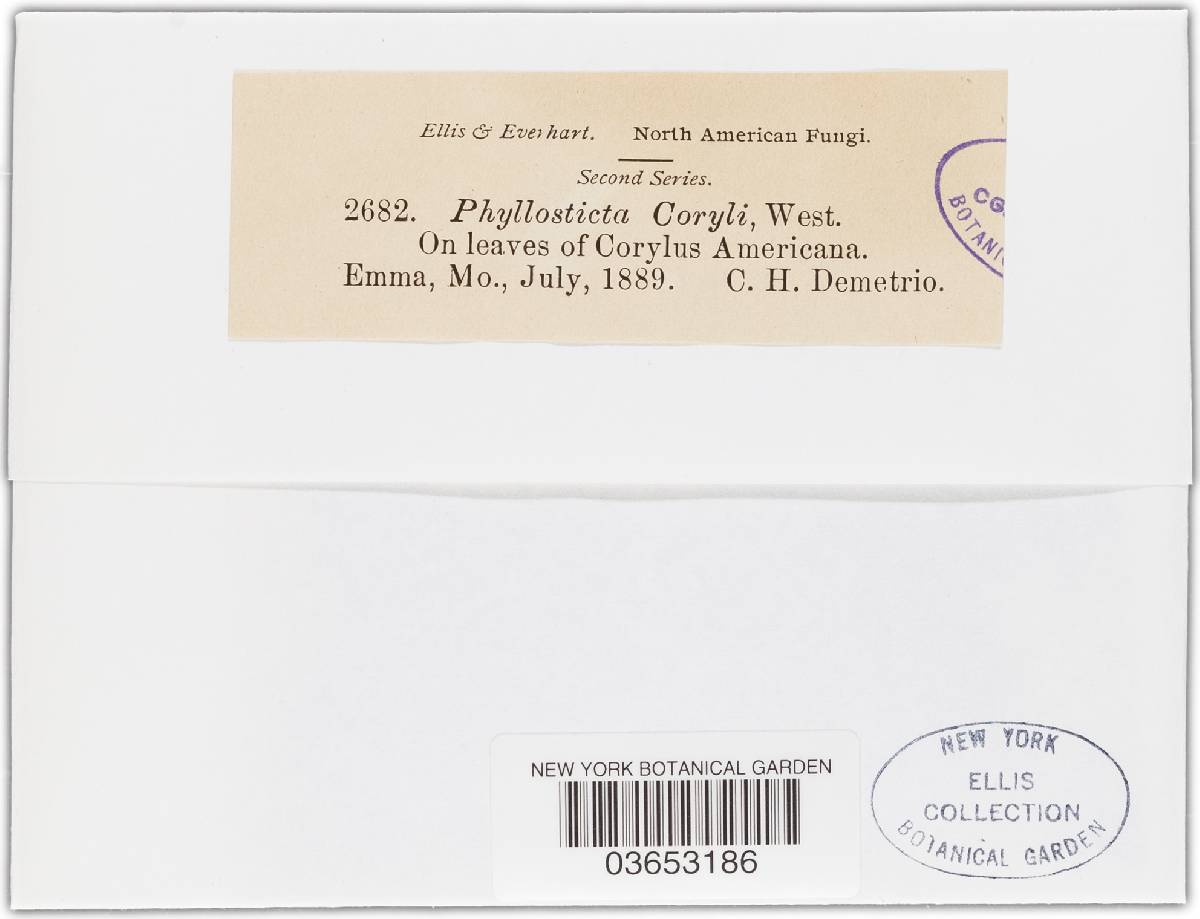 Ellis & Everhart. North American Fungi.
Second Series.
2682. Phyllosticta Coryli, West.
On leaves of Corylus Americana.
Emma, Mo., July, 1889. C. H. Demetrio.
NEW YORK BOTANICAL GARDEN
03653186
NEW YORK
ELLIS
COLLECTION
BOTANICAL GARDEN